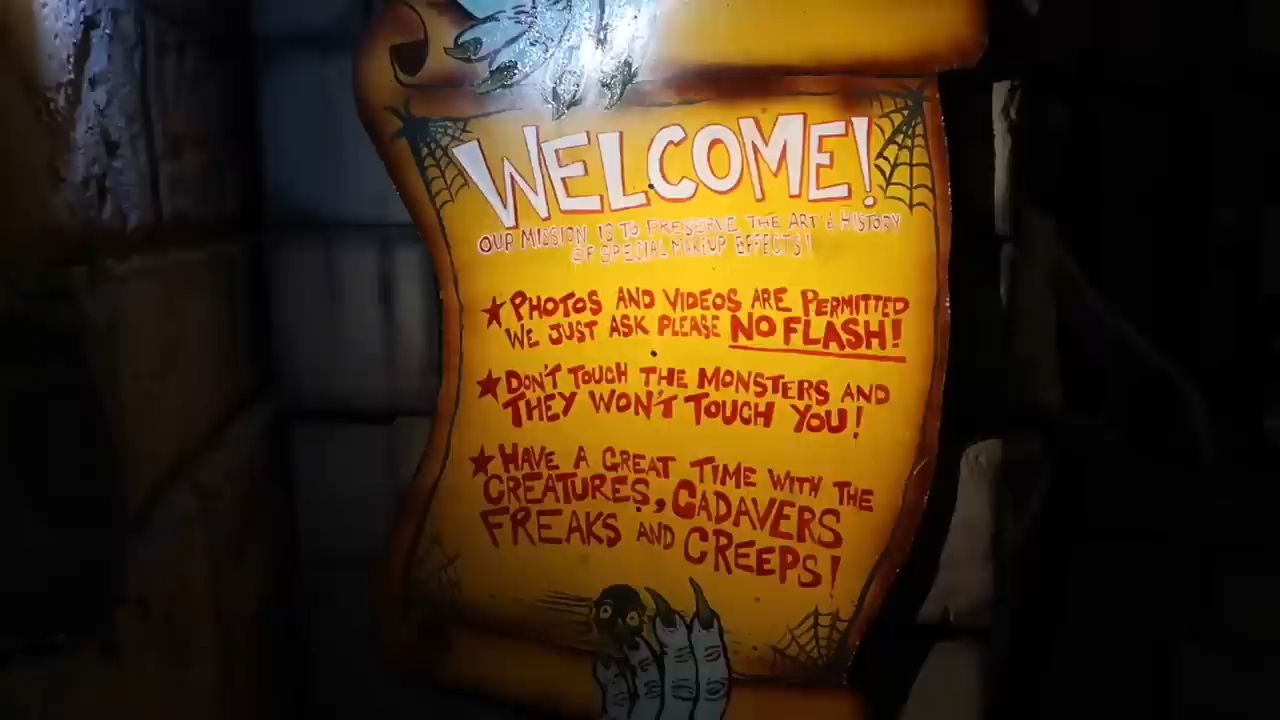 WELCOME!
OUR MISSION IS TO PRESERVE THE ART & HISTORY
OF SPECIAL MAKEUP EFFECTS!
★ PHOTOS AND VIDEOS ARE PERMITTED
WE JUST ASK PLEASE NO FLASH!
★ DON'T TOUCH THE MONSTERS AND
THEY WON'T TOUCH YOU!
★ HAVE A GREAT TIME WITH THE
CREATURES, CADAVERS
FREAKS AND CREEPS!